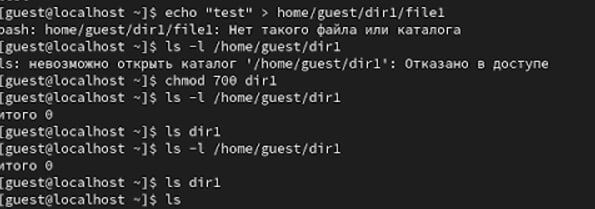 [guest@localhost ~]$ echo "test" > home/guest/dir1/file1
bash: home/guest/dir1/file1: Нет такого файла или каталога
[guest@localhost ~]$ ls -l /home/guest/dir1
ls: невозможно открыть каталог '/home/guest/dir1': Отказано в доступе
[guest@localhost ~]$ chmod 700 dir1
[guest@localhost ~]$ ls -l /home/guest/dir1
итого 0
[guest@localhost ~]$ ls dir1
[guest@localhost ~]$ ls -l /home/guest/dir1
итого 0
[guest@localhost ~]$ ls dir1
[guest@localhost ~]$ ls